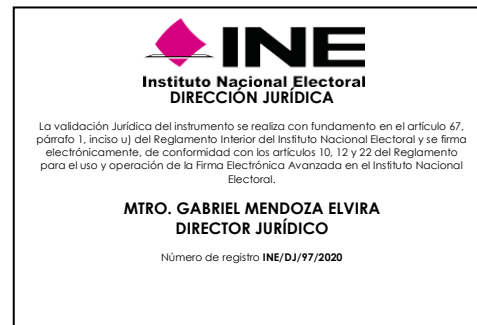 INE
Instituto Nacional Electoral
DIRECCIÓN JURÍDICA
La validación Jurídica del instrumento se realiza con fundamento en el artículo 67,
párrafo 1, inciso u) del Reglamento Interior del Instituto Nacional Electoral y se firma
electrónicamente, de conformidad con los artículos 10, 12 y 22 del Reglamento
para el uso y operación de la Firma Electrónica Avanzada en el Instituto Nacional
Electoral.
MTRO. GABRIEL MENDOZA ELVIRA
DIRECTOR JURÍDICO
Número de registro INE/DJ/97/2020